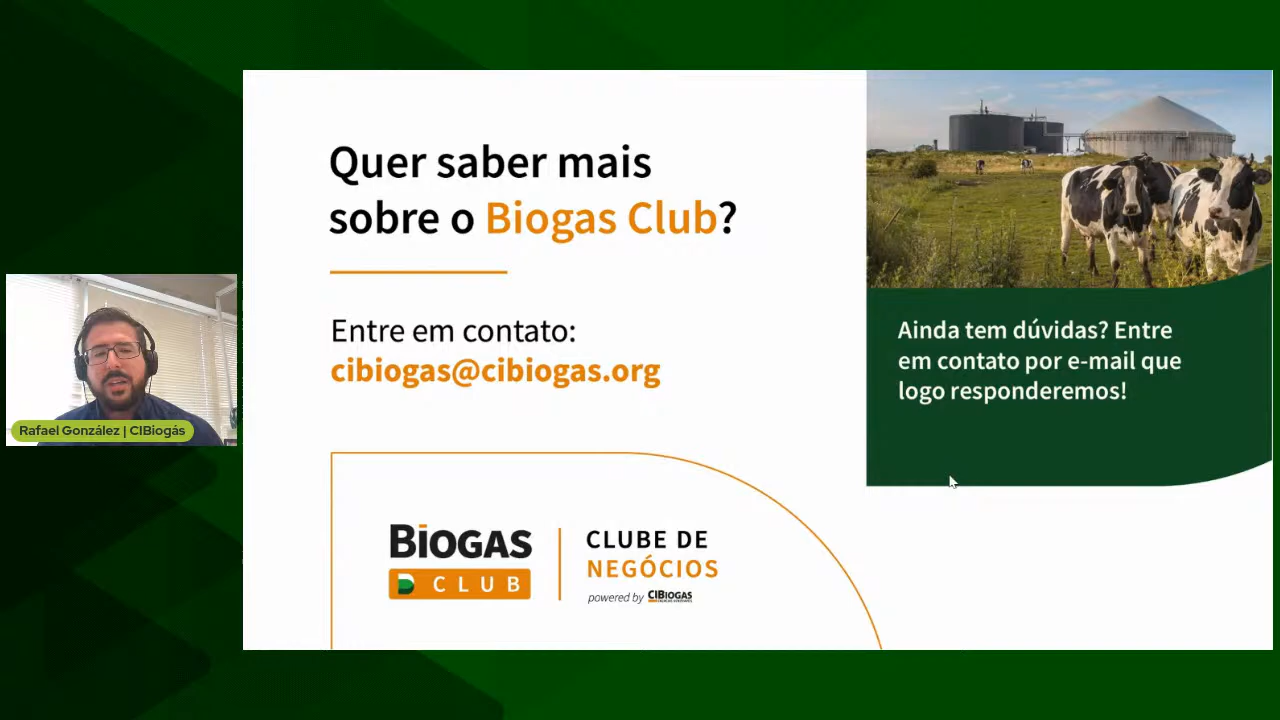 Quer saber mais
sobre o Biogas Club?
Entre em contato:
cibiogas@cibiogas.org
Ainda tem dúvidas? Entre
em contato por e-mail que
logo responderemos!
Rafael González | CIBiogás
BIOGAS
CLUB
CLUBE DE
NEGÓCIOS
powered by CIBIOGAS